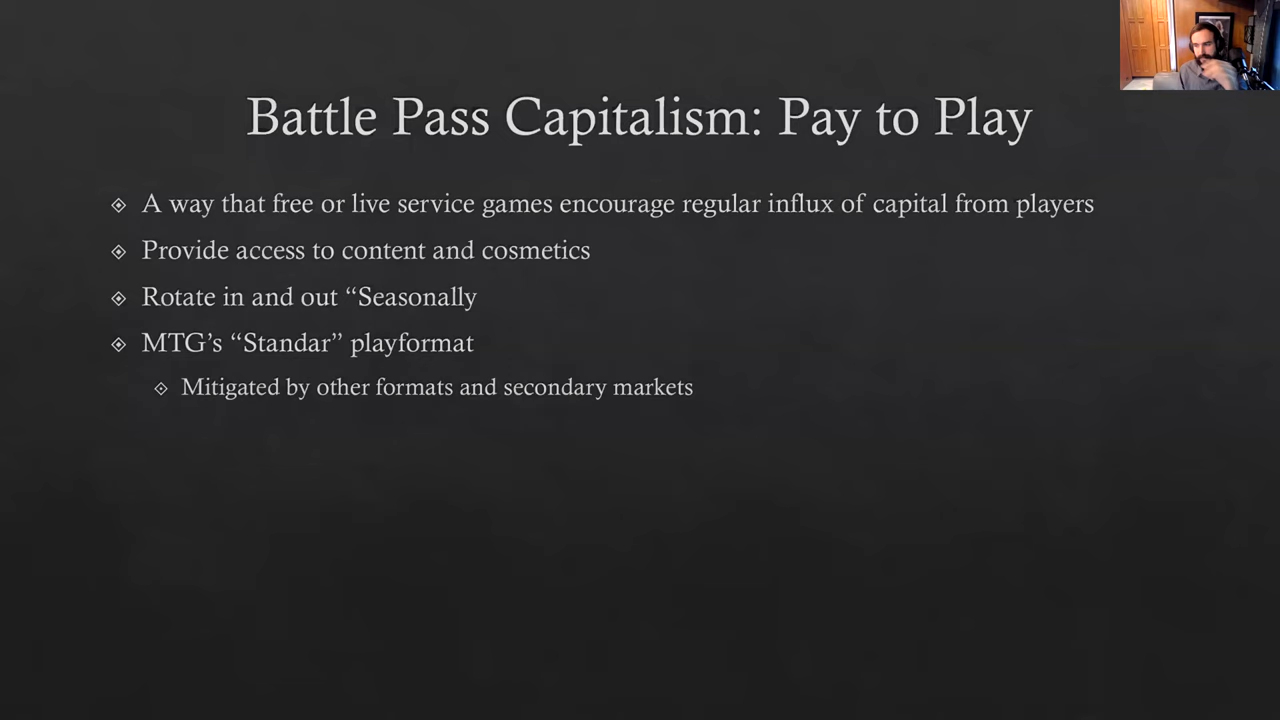 Battle Pass Capitalism: Pay to Play
A way that free or live service games encourage regular influx of capital from players
Provide access to content and cosmetics
Rotate in and out “Seasonally
MTG’s “Standar” playformat
Mitigated by other formats and secondary markets